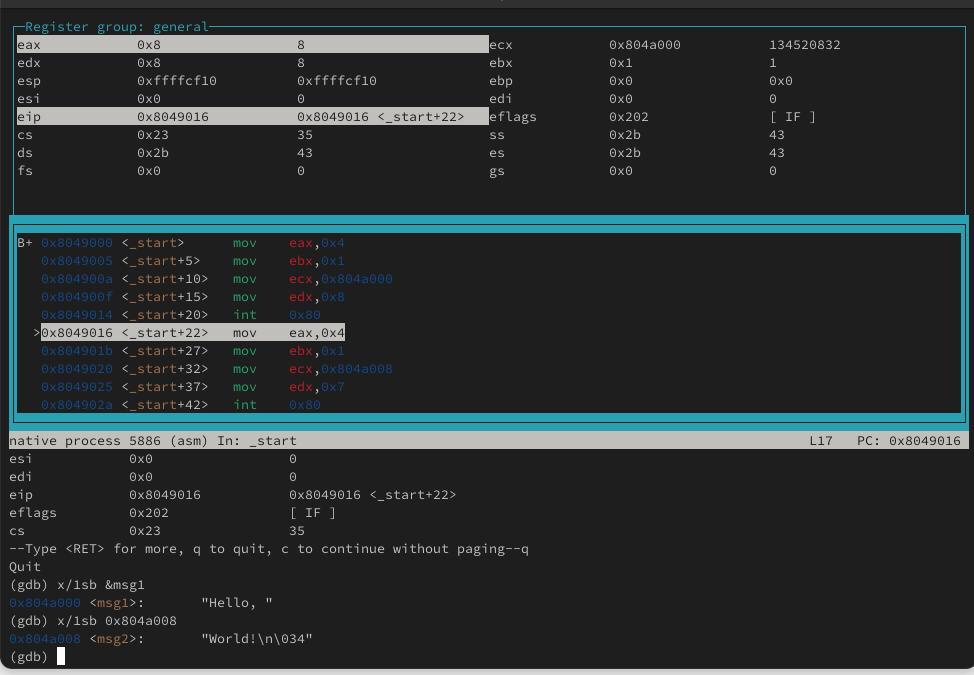 Register group: general
eax 0x8 8 ecx 0x804a000 134520832
edx 0x8 8 ebx 0x1 1
esp 0xffffcf10 0xffffcf10 ebp 0x0 0x0
esi 0x0 0 edi 0x0 0
eip 0x8049016 0x8049016 <_start+22> eflags 0x202 [ IF ]
cs 0x23 35 ss 0x2b 43
ds 0x2b 43 es 0x2b 43
fs 0x0 0 gs 0x0 0
B+ 0x8049000 <_start> mov eax,0x4
0x8049005 <_start+5> mov ebx,0x1
0x804900a <_start+10> mov ecx,0x804a000
0x804900f <_start+15> mov edx,0x8
0x8049014 <_start+20> int 0x80
>0x8049016 <_start+22> mov eax,0x4
0x804901b <_start+27> mov ebx,0x1
0x8049020 <_start+32> mov ecx,0x804a008
0x8049025 <_start+37> mov edx,0x7
0x804902a <_start+42> int 0x80
native process 5886 (asm) In: _start L17 PC: 0x8049016
esi 0x0 0
edi 0x0 0
eip 0x8049016 0x8049016 <_start+22>
eflags 0x202 [ IF ]
cs 0x23 35
--Type <RET> for more, q to quit, c to continue without paging--q
Quit
(gdb) x/1sb &msg1
0x804a000 <msg1>: "Hello, "
(gdb) x/1sb 0x804a008
0x804a008 <msg2>: "World!\n\034"
(gdb)